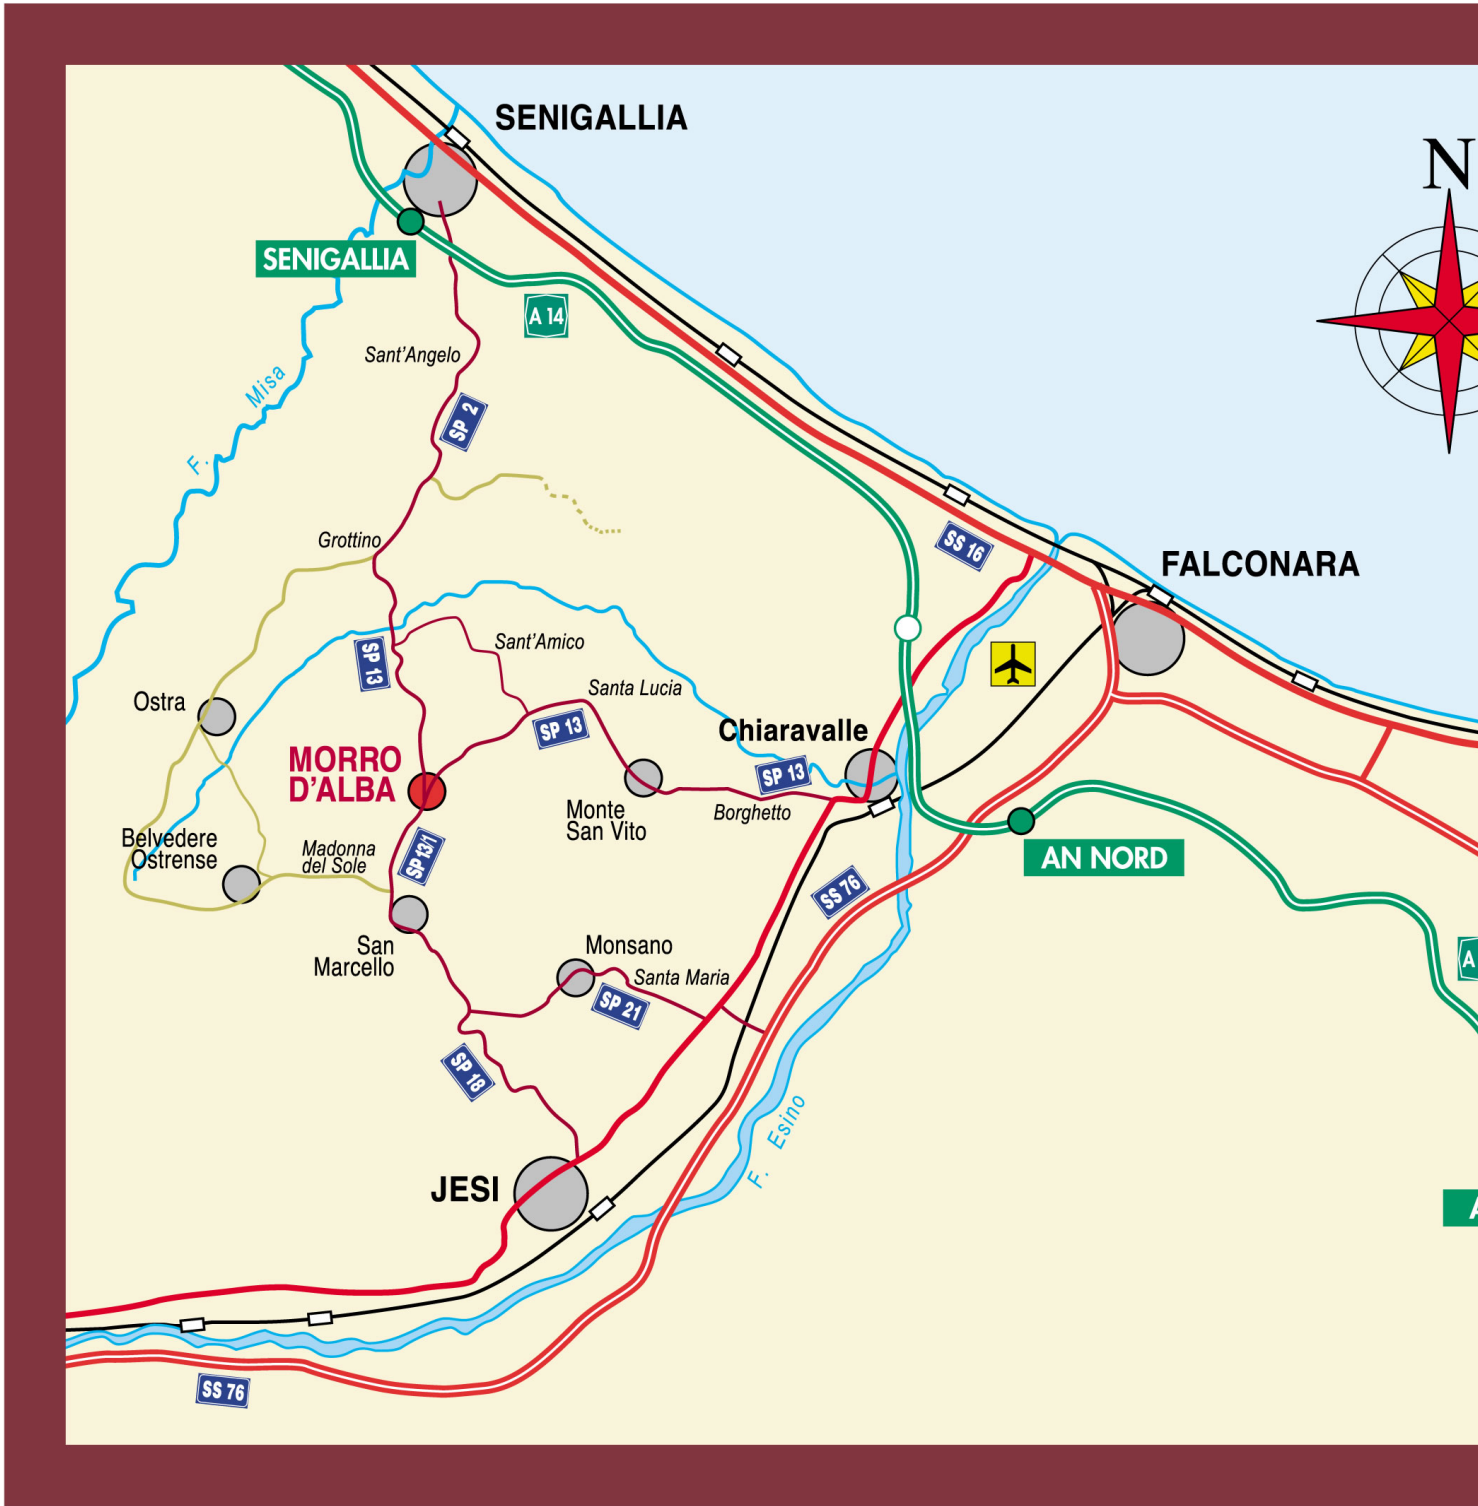 SENIGALLIA
N
SENIGALLIA
A 14
Sant'Angelo
F. Misa
SP 2
Grottino
SS 16
FALCONARA
Sant'Amico
SP 13
Santa Lucia
Ostra
SP 13
Chiaravalle
MORRO
D'ALBA
SP 13
Monte
San Vito
Borghetto
Belvedere
Ostrense
Madonna
del Sole
SP13/1
AN NORD
SS 76
San
Marcello
Monsano
Santa Maria
A
SP 21
SP 18
F. Esino
JESI
A
SS 76